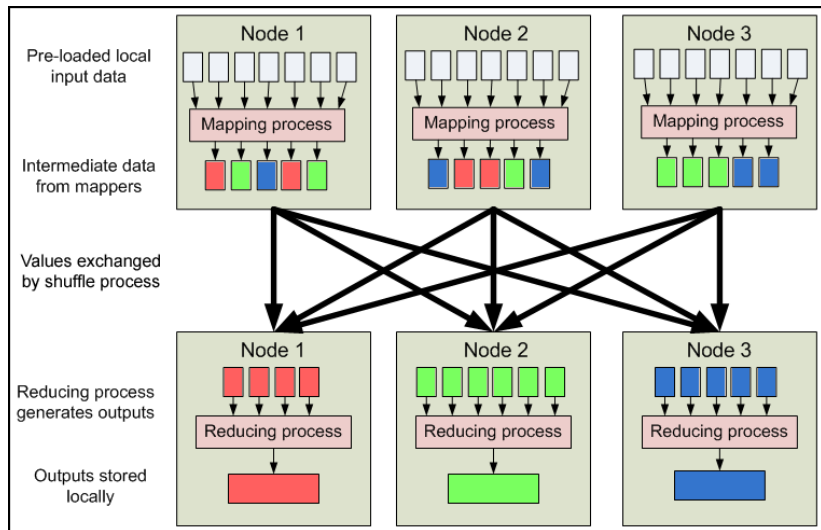 Node 1
Node 2
Node 3
Pre-loaded local
input data
Mapping process
Mapping process
Mapping process
Intermediate data
from mappers
Values exchanged
by shuffle process
Node 1
Node 2
Node 3
Reducing process
generates outputs
Reducing process
Reducing process
Reducing process
Outputs stored
locally